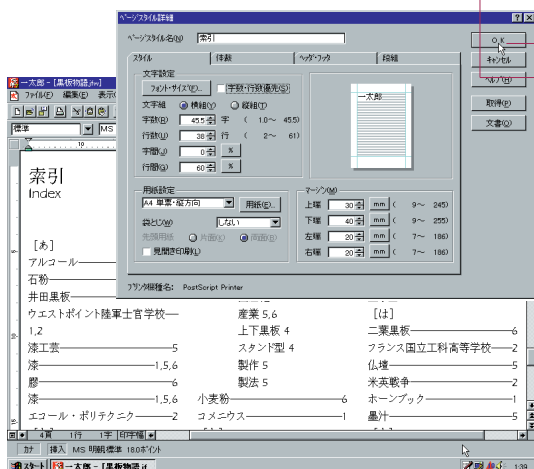 ページスタイル詳細
ページスタイル名(N) 索引
OK
キャンセル
ヘルプ(H)
取得(P)
文書(O)
スタイル 体裁 ヘッダ・フッタ 段組
文字設定
フォント・サイズ(F)... 字数・行数優先(S)
文字組 横組(Y) 縦組(T)
字数(R) 45.5 字 ( 1.0～ 45.5)
行数(U) 38 行 ( 2～ 61)
字間(J) 0 %
行間(G) 60 %
一太郎
用紙設定
A4 単票・縦方向 用紙(E)...
袋とじ(W) しない
先頭用紙 片面(X) 両面(B)
見開き印刷(L)
マージン(M)
上端 30 mm ( 9～ 245)
下端 40 mm ( 9～ 255)
左端 20 mm ( 7～ 186)
右端 20 mm ( 7～ 186)
プリンタ機種名: PostScript Printer
一太郎 - [黒板物語.jtw]
ファイル(F) 編集(E) 表示
標準 MS
10
索引
Index
[あ]
アルコール
石粉
井田黒板
ウエストポイント陸軍士官学校
1,2
漆工芸 5
漆 1,5,6
膠 6
漆 1,5,6
エコール・ポリテクニク 2
産業 5,6
上下黒板 4
スタンド型 4
製作 5
製法 5
小麦粉 6
コメニウス 1
[は]
二葉黒板 6
フランス国立工科高等学校 2
仏壇 5
米英戦争 2
ホーンブック 1
墨汁 5
4頁 1行 1字 印字幅
カナ 挿入 MS 明朝 標準 18.0ポイント
スタート 一太郎 - [黒板物語.jt
1:39